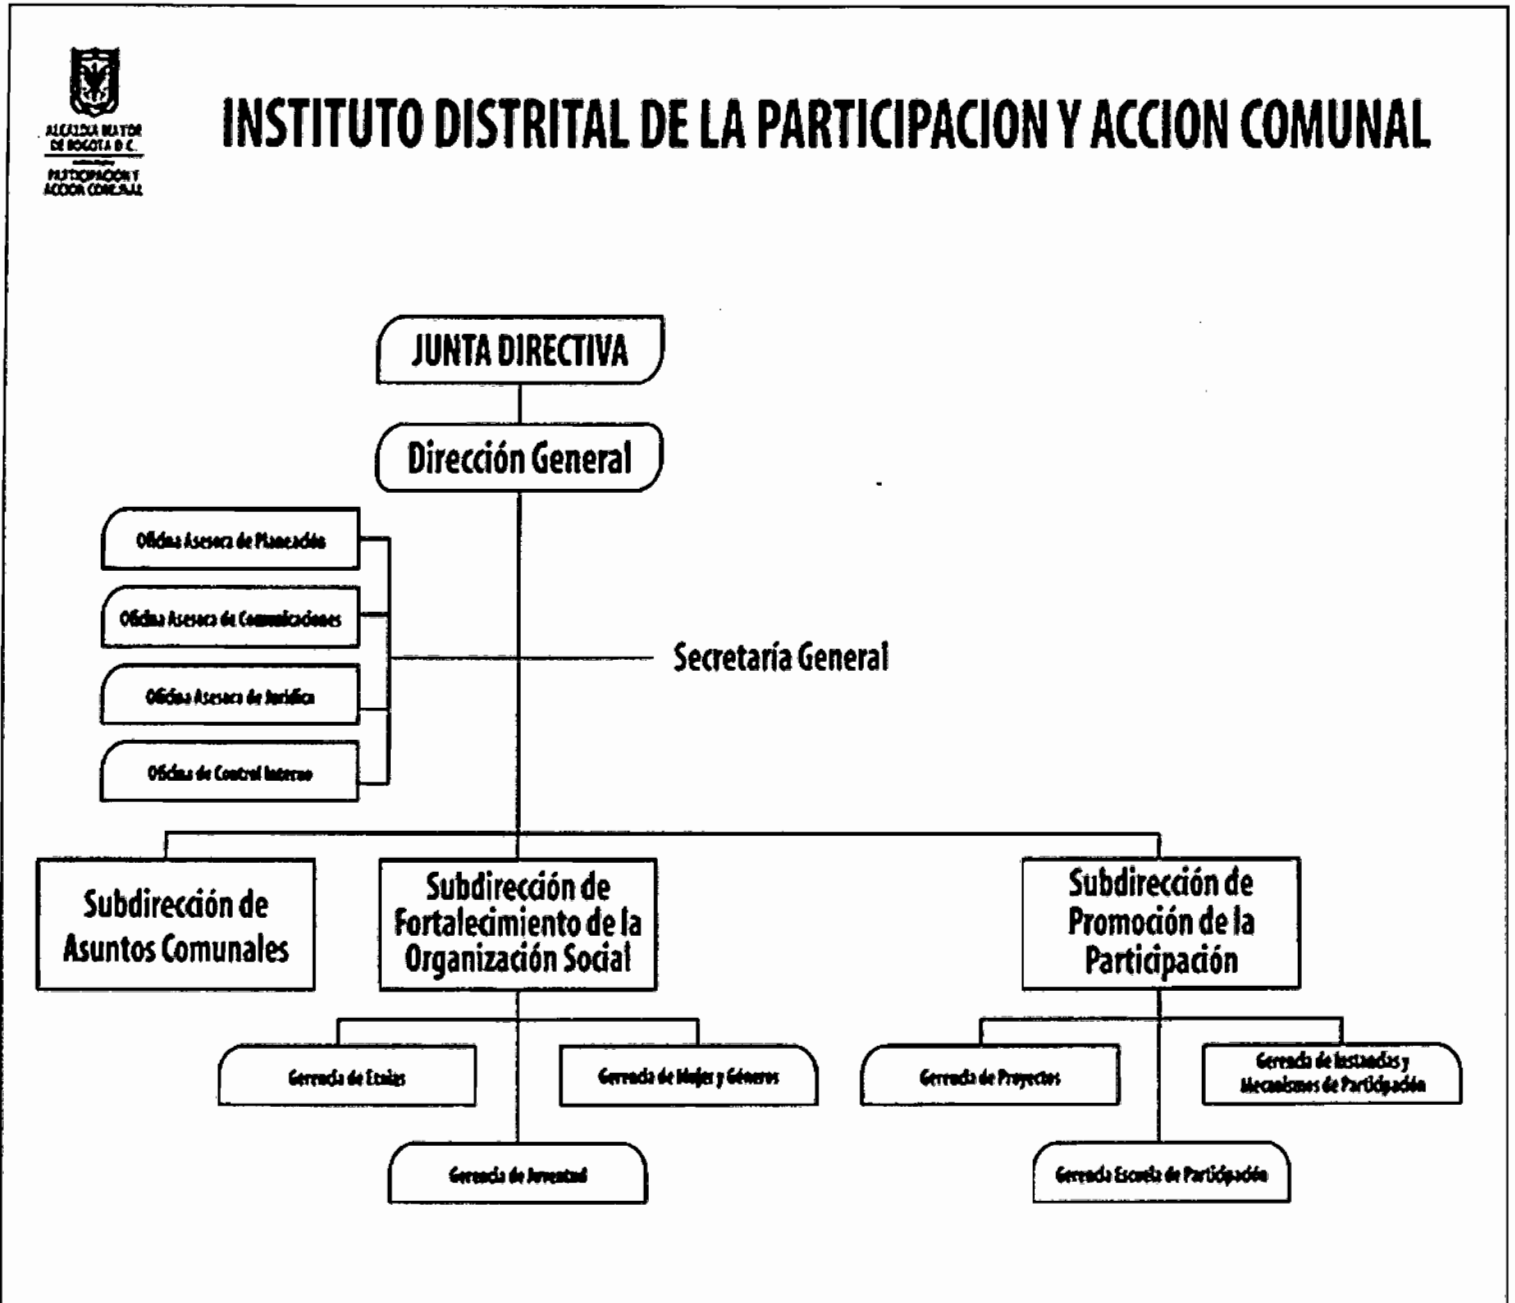 ALCALDIA MAYOR
DE BOGOTA D.C.
PARTICIPACION Y
ACCION COMUNAL
INSTITUTO DISTRITAL DE LA PARTICIPACION Y ACCION COMUNAL
JUNTA DIRECTIVA
Dirección General
Oficina Asesora de Planeación
Oficina Asesora de Comunicaciones
Secretaría General
Oficina Asesora de Jurídica
Oficina de Control Interno
Subdirección de
Asuntos Comunales
Subdirección de
Fortalecimiento de la
Organización Social
Subdirección de
Promoción de la
Participación
Gerencia de Etnias
Gerencia de Mujer y Géneros
Gerencia de Proyectos
Gerencia de Instancias y
Mecanismos de Participación
Gerencia de Juventud
Gerencia Escuela de Participación